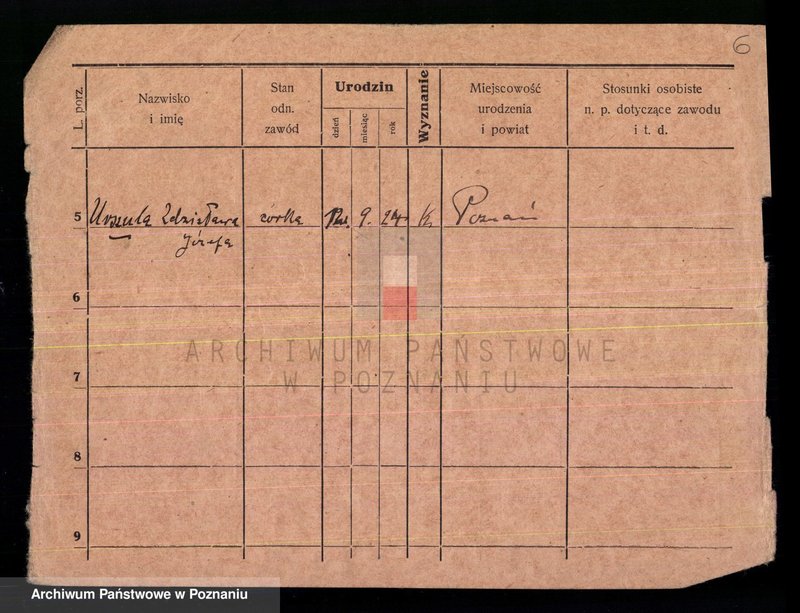 6
L. porz.
Nazwisko
i imię
Stan
odn.
zawód
Urodzin
dzień
miesiąc
rok
Wyznanie
Miejscowość
urodzenia
i powiat
Stosunki osobiste
n. p. dotyczące zawodu
i t. d.
5 Urszula Zdzisława córka 9. 24. K. Poznań
Józefa
6
ARCHIWUM PAŃSTWOWE
7
W POZNANIU
8
9
Archiwum Państwowe w Poznaniu